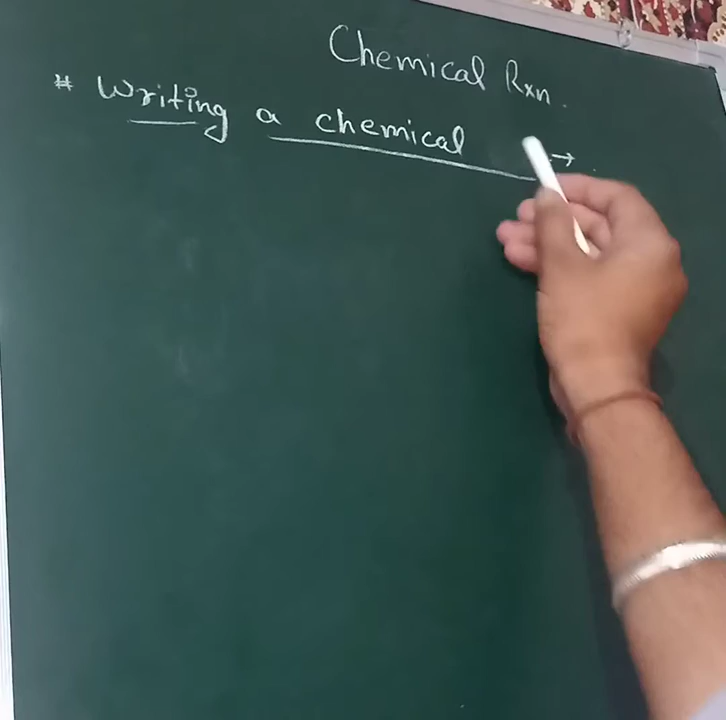 Chemical Rxn.
# Writing a chemical →